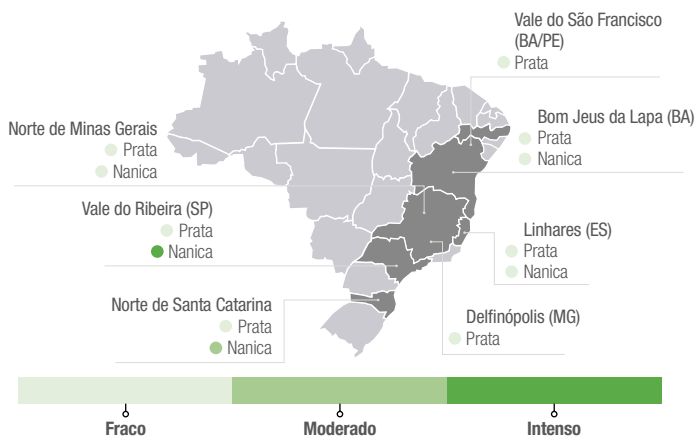 Vale do São Francisco
(BA/PE)
Prata
Bom Jeus da Lapa (BA)
Prata
Nanica
Norte de Minas Gerais
Prata
Nanica
Vale do Ribeira (SP)
Prata
Nanica
Linhares (ES)
Prata
Nanica
Norte de Santa Catarina
Prata
Nanica
Delfinópolis (MG)
Prata
Fraco
Moderado
Intenso